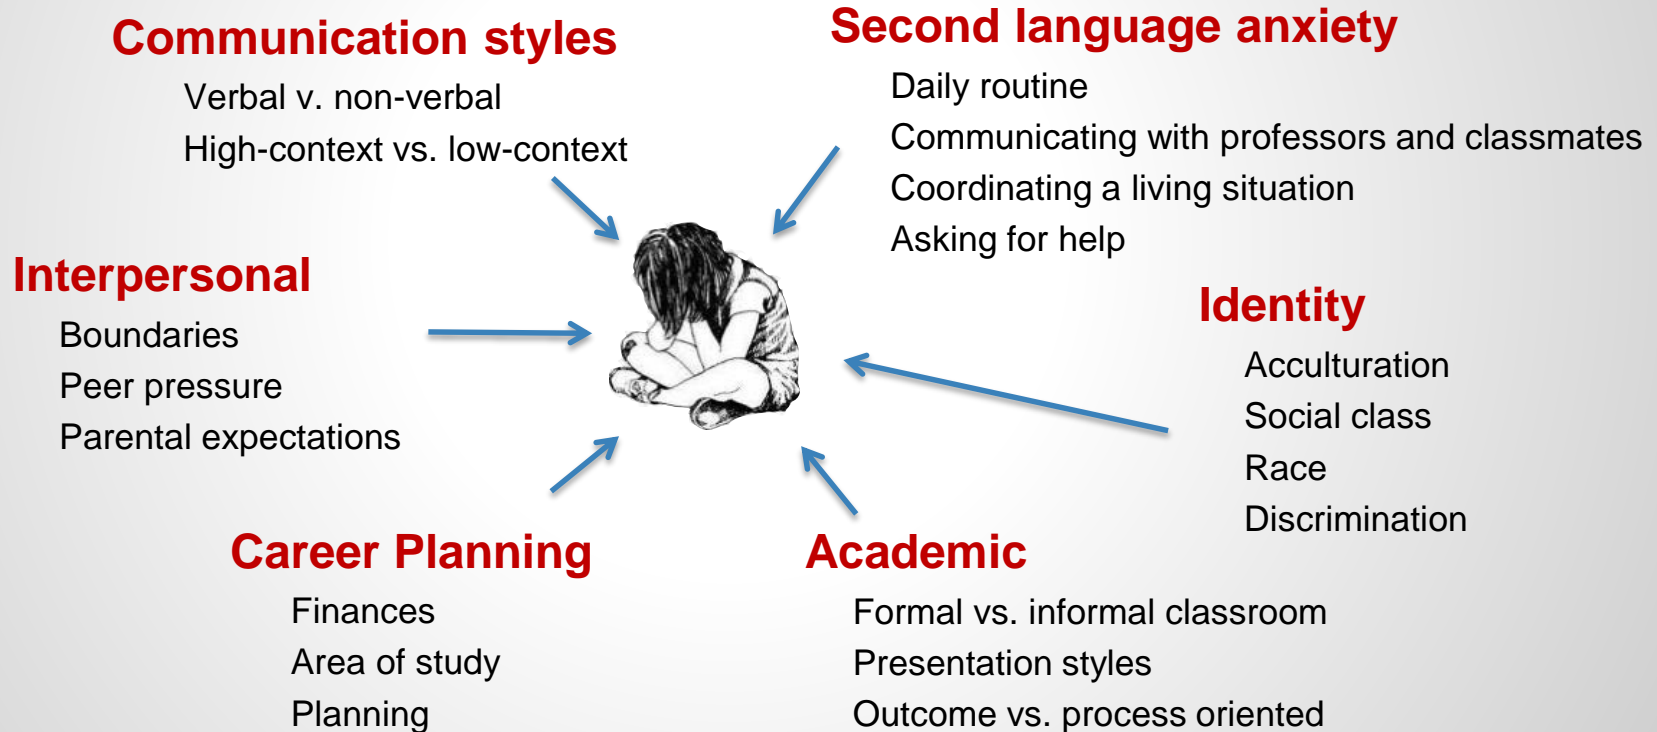 Communication styles
Verbal v. non-verbal
High-context vs. low-context
Second language anxiety
Daily routine
Communicating with professors and classmates
Coordinating a living situation
Asking for help
Interpersonal
Boundaries
Peer pressure
Parental expectations
Identity
Acculturation
Social class
Race
Discrimination
Career Planning
Finances
Area of study
Planning
Academic
Formal vs. informal classroom
Presentation styles
Outcome vs. process oriented